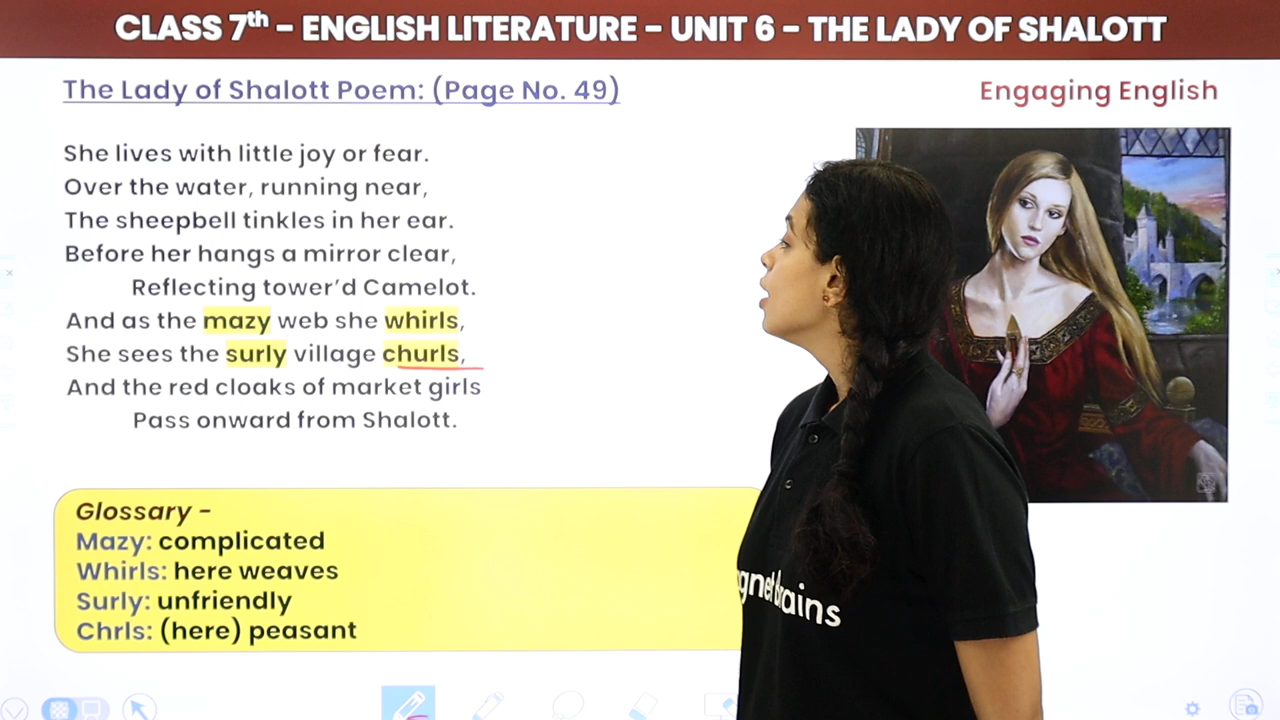 CLASS 7th – ENGLISH LITERATURE – UNIT 6 – THE LADY OF SHALOTT
The Lady of Shalott Poem: (Page No. 49)
Engaging English
She lives with little joy or fear.
Over the water, running near,
The sheepbell tinkles in her ear.
Before her hangs a mirror clear,
Reflecting tower'd Camelot.
And as the mazy web she whirls,
She sees the surly village churls,
And the red cloaks of market girls
Pass onward from Shalott.
Glossary -
Mazy: complicated
Whirls: here weaves
Surly: unfriendly
Chrls: (here) peasant